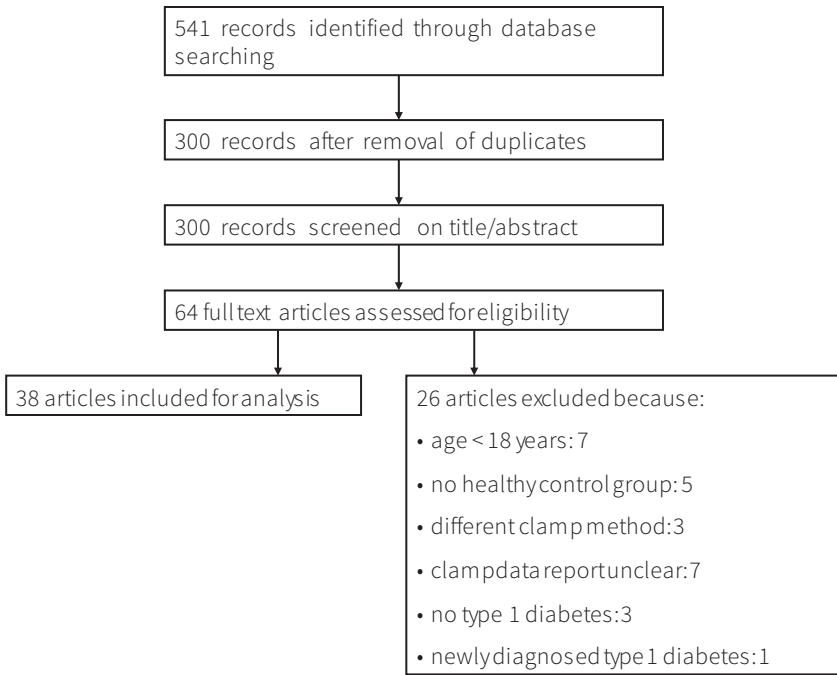 541 records identified through database
searching
300 records after removal of duplicates
300 records screened on title/abstract
64 full text articles assessed for eligibility
38 articles included for analysis
26 articles excluded because:
• age < 18 years: 7
• no healthy control group: 5
• different clamp method: 3
• clamp data report unclear: 7
• no type 1 diabetes: 3
• newly diagnosed type 1 diabetes: 1